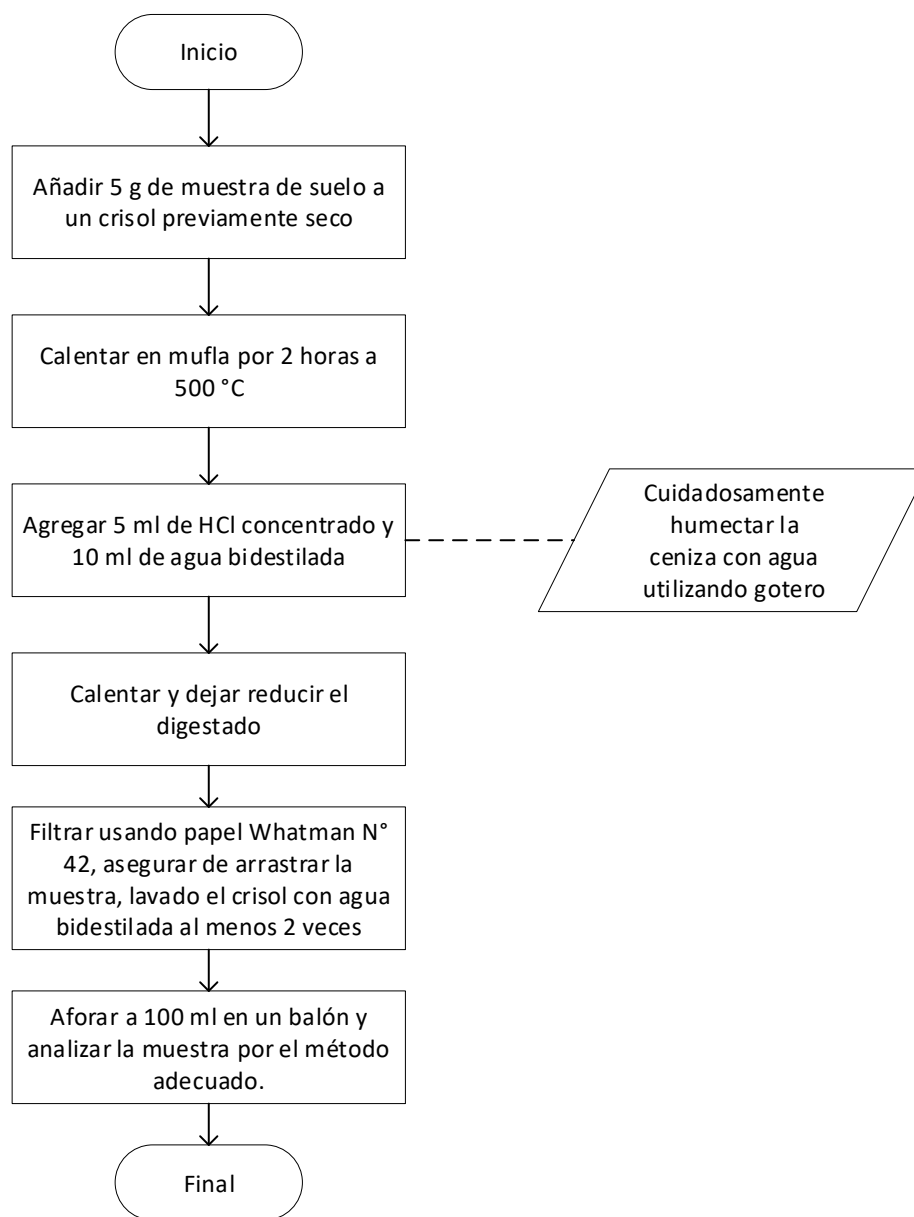 Inicio
Añadir 5 g de muestra de suelo a
un crisol previamente seco
Calentar en mufla por 2 horas a
500 °C
Agregar 5 ml de HCl concentrado y
10 ml de agua bidestilada
Cuidadosamente
humectar la
ceniza con agua
utilizando gotero
Calentar y dejar reducir el
digestado
Filtrar usando papel Whatman N°
42, asegurar de arrastrar la
muestra, lavado el crisol con agua
bidestilada al menos 2 veces
Aforar a 100 ml en un balón y
analizar la muestra por el método
adecuado.
Final